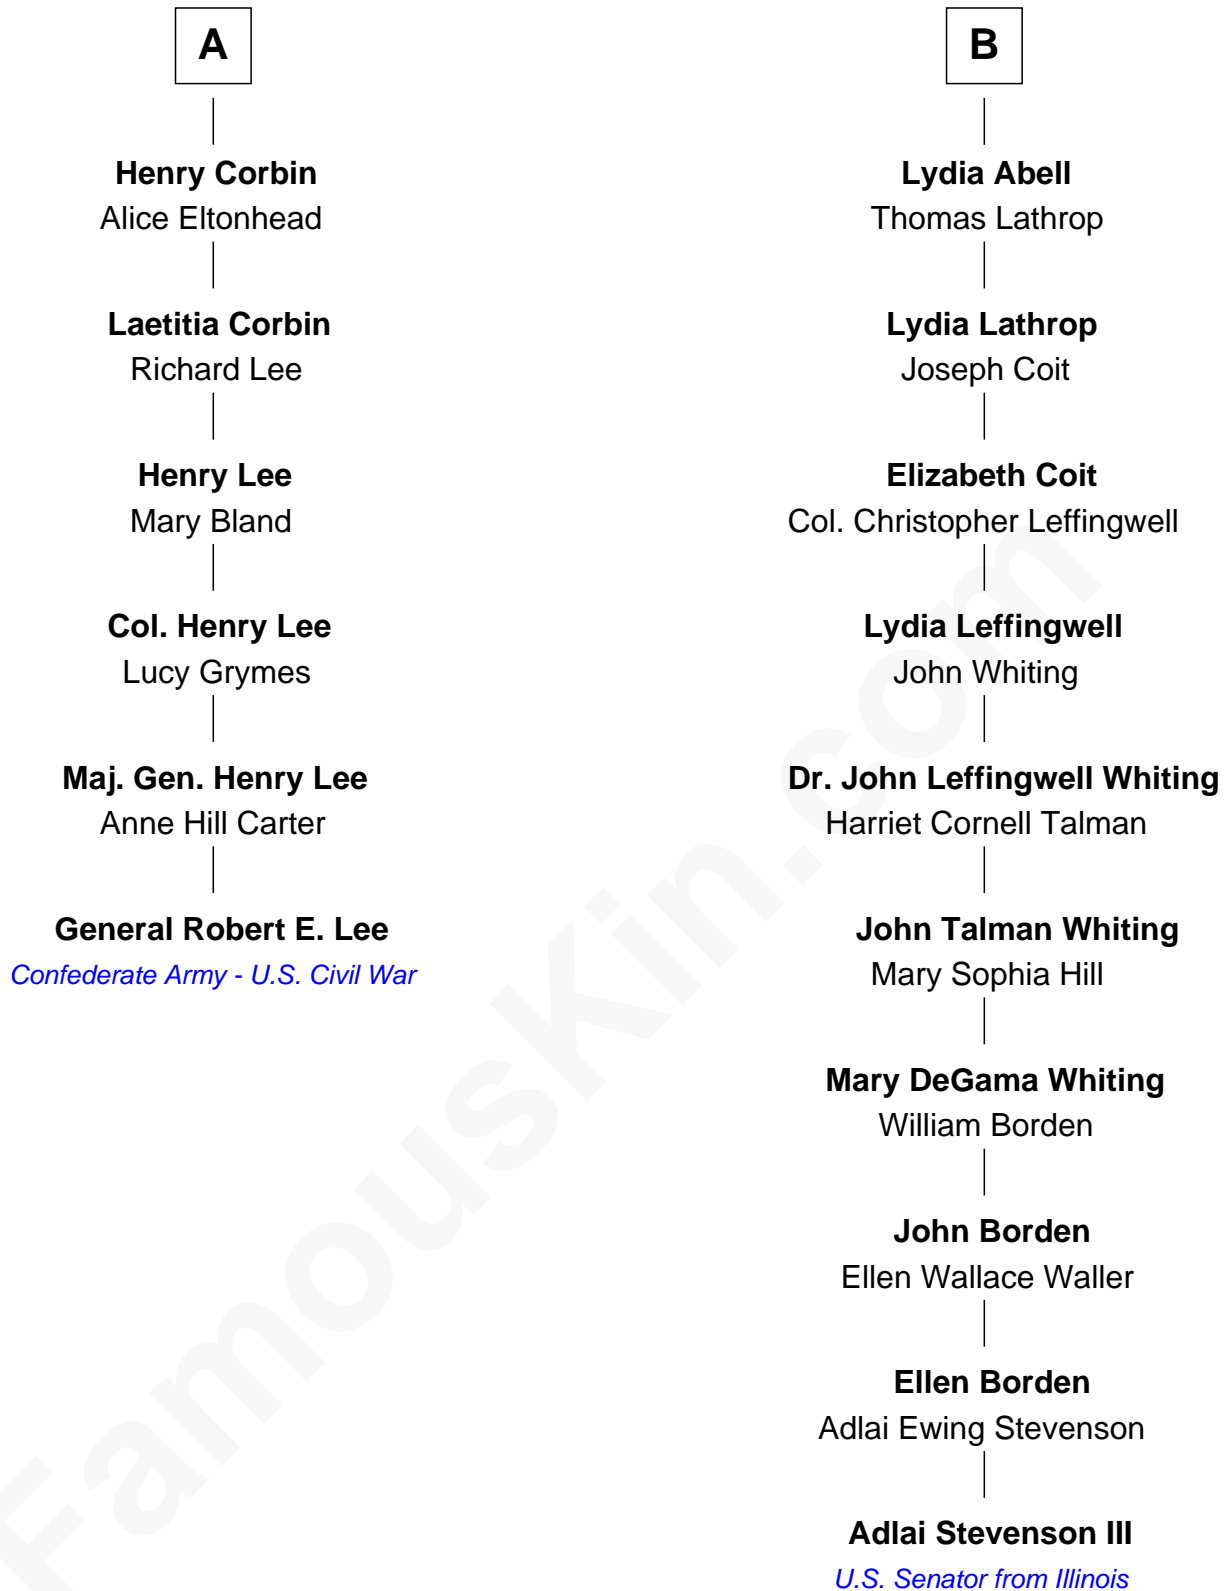 A
Henry Corbin
Alice Eltonhead
Laetitia Corbin
Richard Lee
Henry Lee
Mary Bland
Col. Henry Lee
Lucy Grymes
Maj. Gen. Henry Lee
Anne Hill Carter
General Robert E. Lee
Confederate Army - U.S. Civil War
B
Lydia Abell
Thomas Lathrop
Lydia Lathrop
Joseph Coit
Elizabeth Coit
Col. Christopher Leffingwell
Lydia Leffingwell
John Whiting
Dr. John Leffingwell Whiting
Harriet Cornell Talman
John Talman Whiting
Mary Sophia Hill
Mary DeGama Whiting
William Borden
John Borden
Ellen Wallace Waller
Ellen Borden
Adlai Ewing Stevenson
Adlai Stevenson III
U.S. Senator from Illinois
FamousKin.com